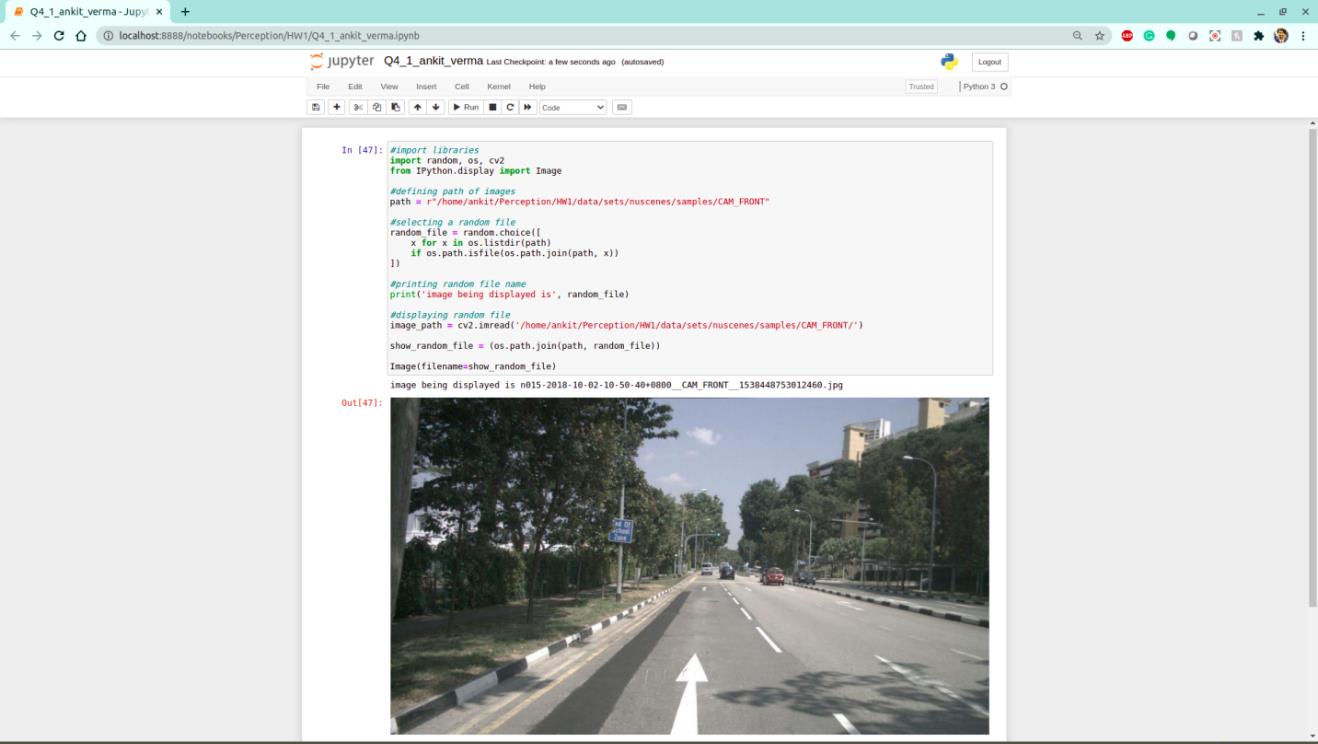 Q4_1_ankit_verma - Jupy
localhost:8888/notebooks/Perception/HW1/Q4_1_ankit_verma.ipynb
ABP
jupyter Q4_1_ankit_verma Last Checkpoint: a few seconds ago (autosaved)
Logout
File Edit View Insert Cell Kernel Help
Trusted
Python 3
Run
Code
In [47]:
#import libraries
import random, os, cv2
from IPython.display import Image
#defining path of images
path = r"/home/ankit/Perception/HW1/data/sets/nuscenes/samples/CAM_FRONT"
#selecting a random file
random_file = random.choice([
x for x in os.listdir(path)
if os.path.isfile(os.path.join(path, x))
])
#printing random file name
print('image being displayed is', random_file)
#displaying random file
image_path = cv2.imread('/home/ankit/Perception/HW1/data/sets/nuscenes/samples/CAM_FRONT/')
show_random_file = (os.path.join(path, random_file))
Image(filename=show_random_file)
image being displayed is n015-2018-10-02-10-50-40+0800__CAM_FRONT__1538448753012460.jpg
Out[47]:
End Of
School
Zone